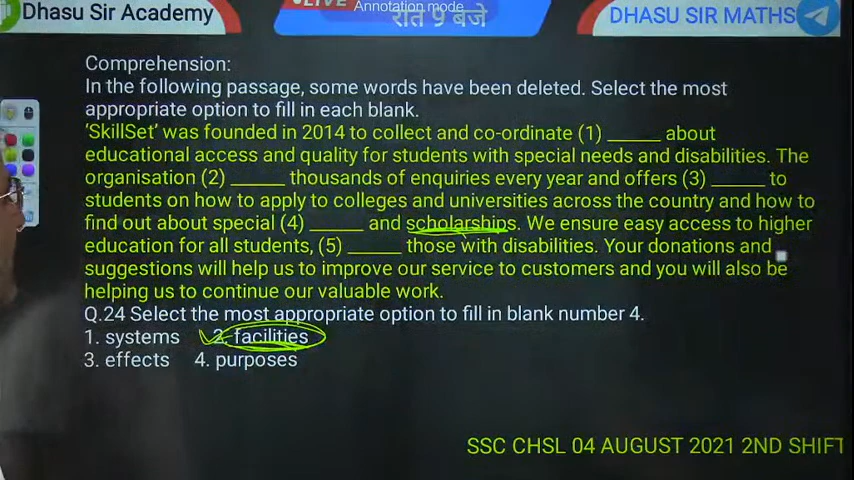 Dhasu Sir Academy
LIVE
Annotation mode
रात 9 बजे
DHASU SIR MATHS
Comprehension:
In the following passage, some words have been deleted. Select the most
appropriate option to fill in each blank.
‘SkillSet’ was founded in 2014 to collect and co-ordinate (1) _____ about
educational access and quality for students with special needs and disabilities. The
organisation (2) _____ thousands of enquiries every year and offers (3) _____ to
students on how to apply to colleges and universities across the country and how to
find out about special (4) _____ and scholarships. We ensure easy access to higher
education for all students, (5) _____ those with disabilities. Your donations and
suggestions will help us to improve our service to customers and you will also be
helping us to continue our valuable work.
Q.24 Select the most appropriate option to fill in blank number 4.
1. systems 2. facilities
3. effects 4. purposes
SSC CHSL 04 AUGUST 2021 2ND SHIFT